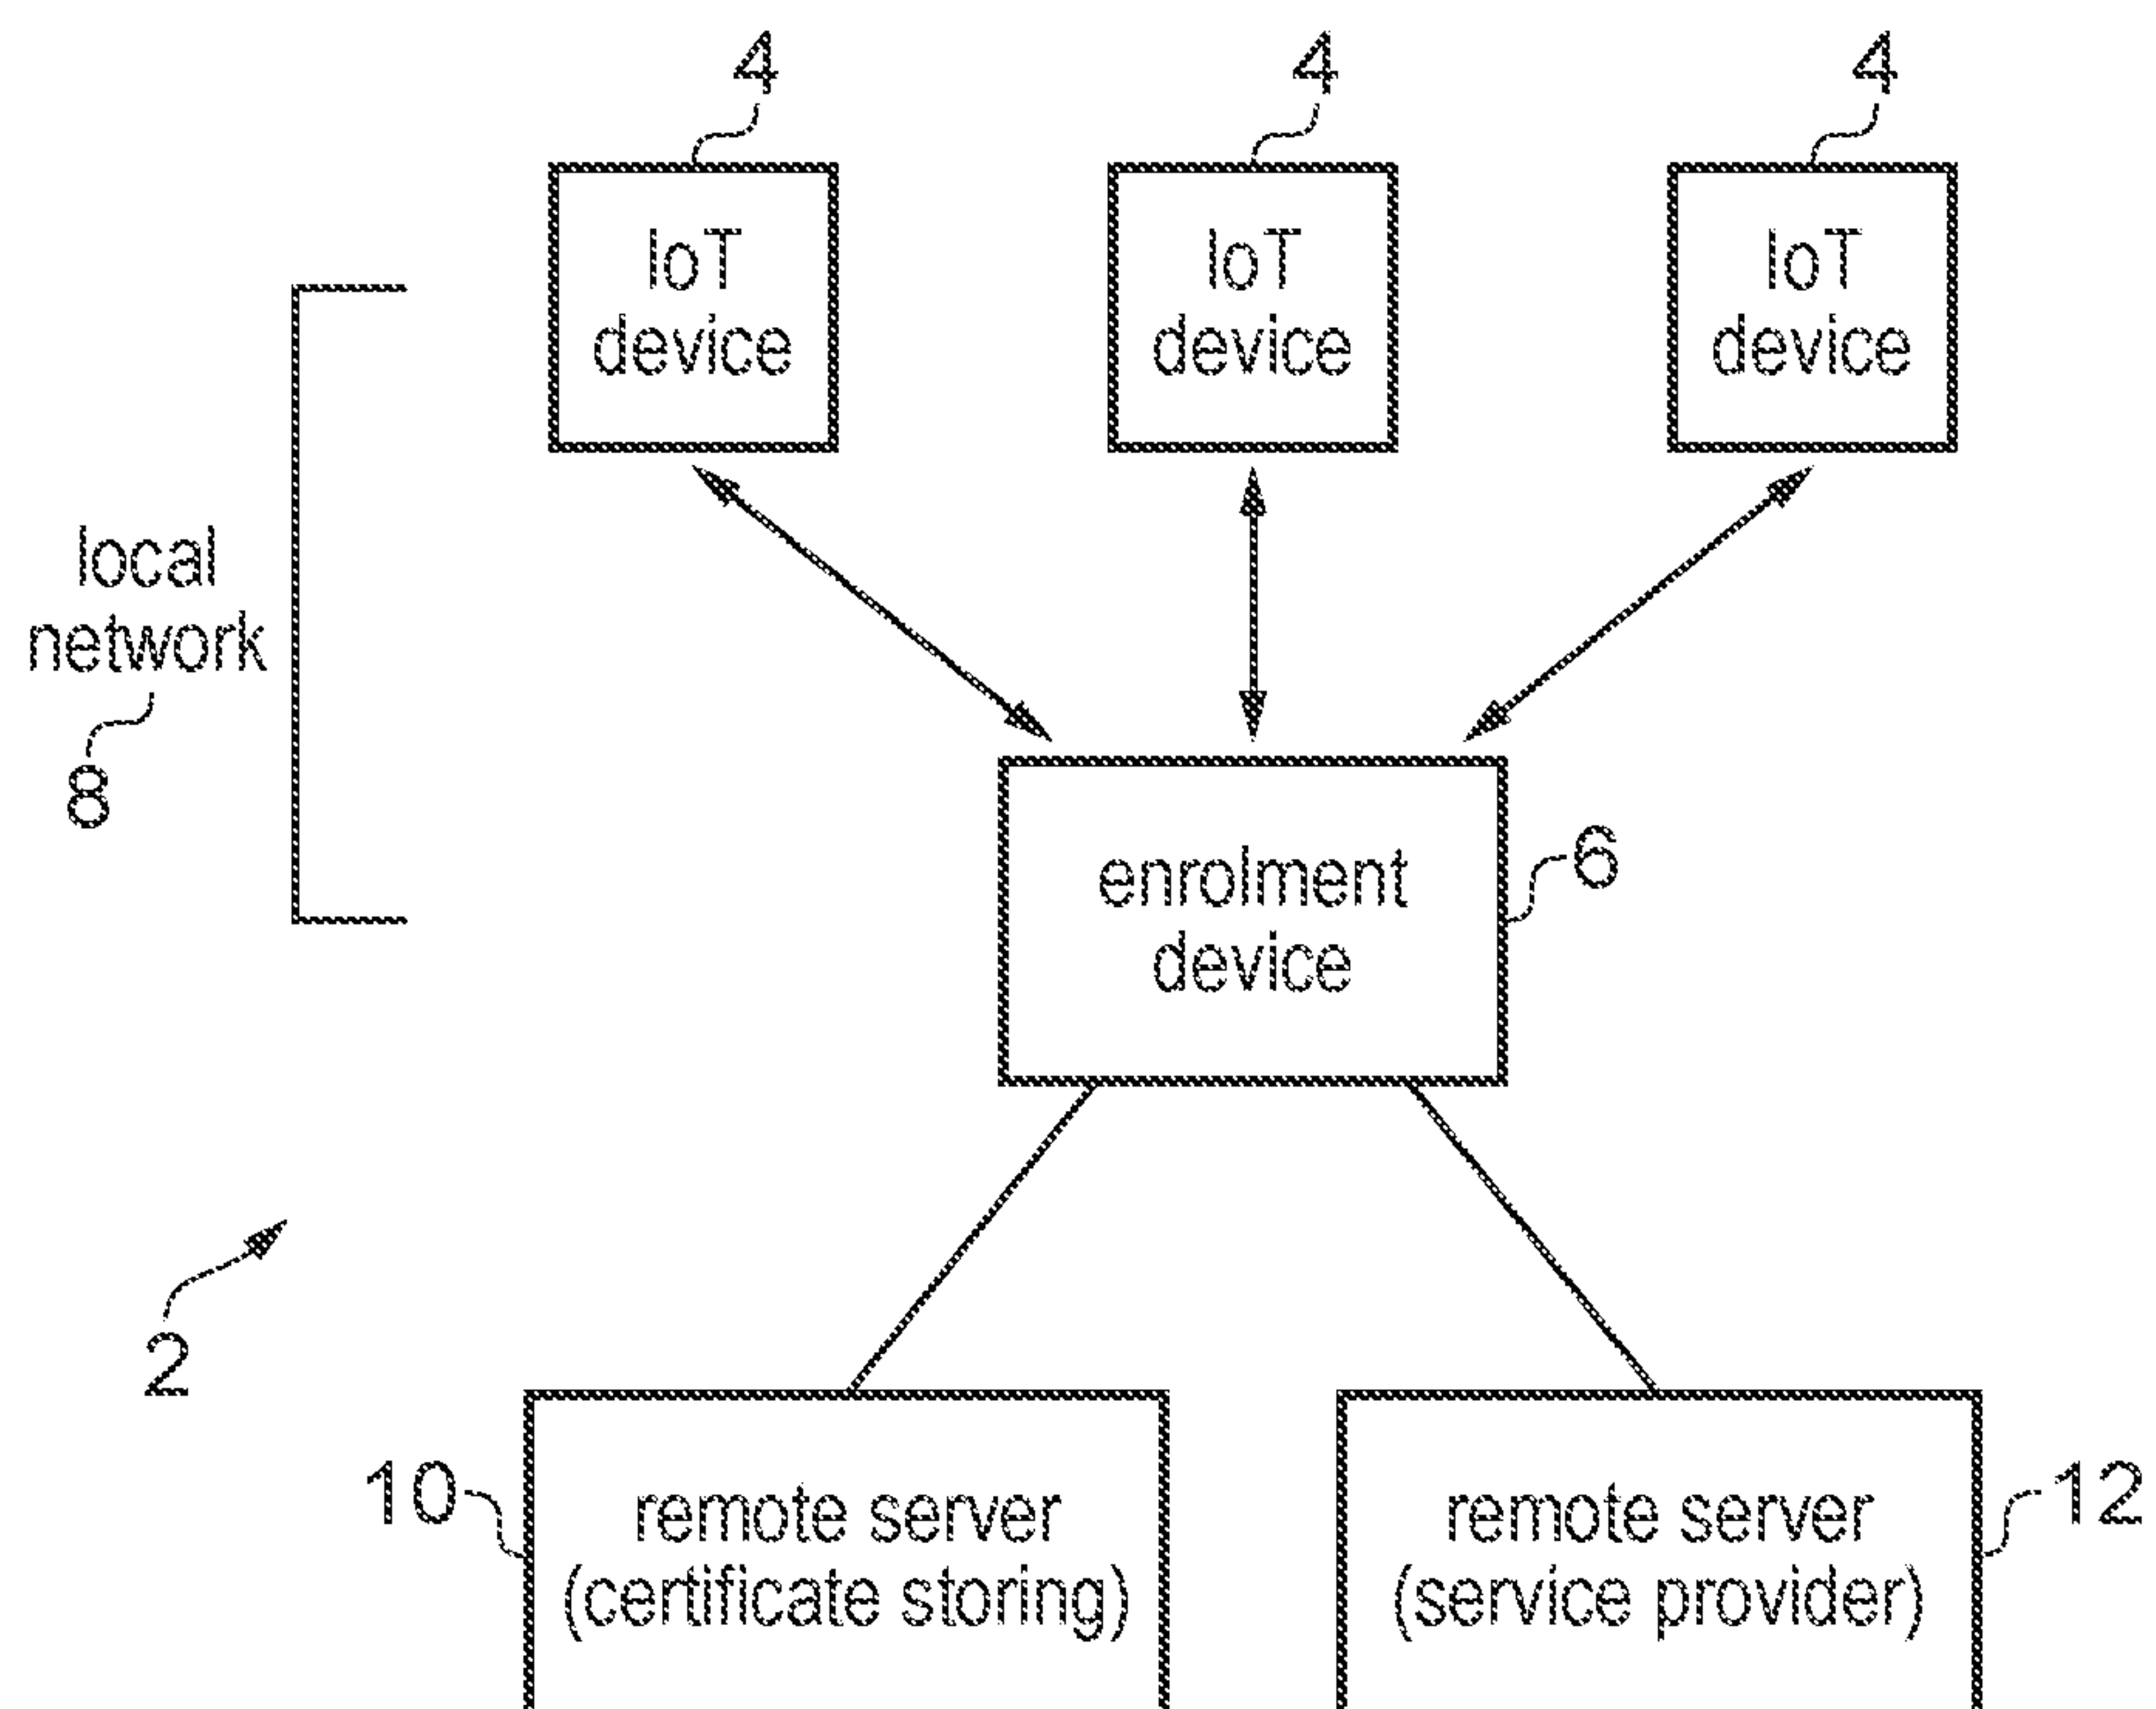 4 4 4
IoT IoT IoT
device device device
local
network
8
enrolment
device
6
2
10
remote server
(certificate storing)
remote server
(service provider)
12